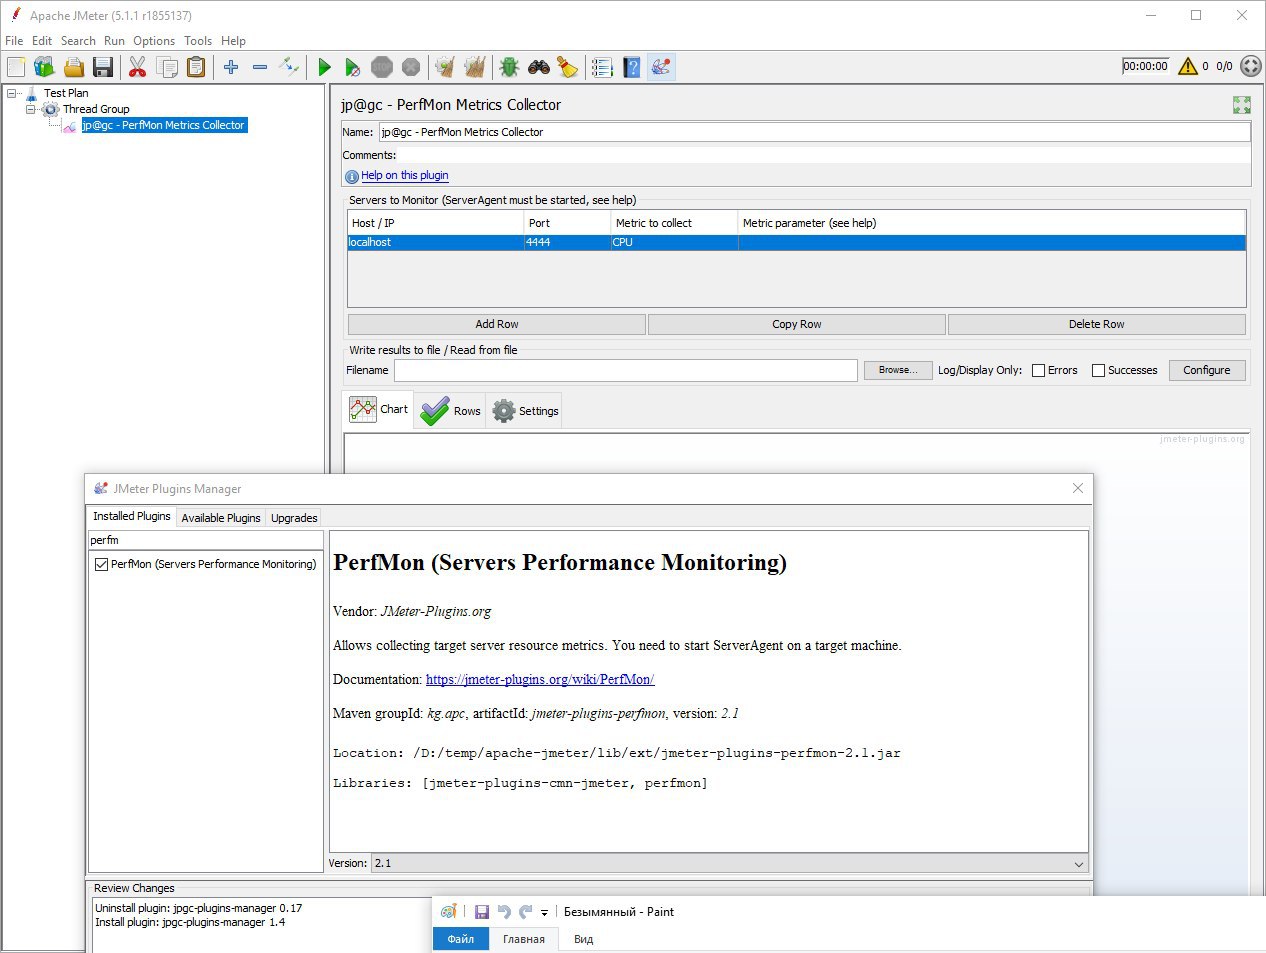 Apache JMeter (5.1.1 r1855137)
File Edit Search Run Options Tools Help
00:00:00 0 0/0
Test Plan
Thread Group
jp@gc - PerfMon Metrics Collector
jp@gc - PerfMon Metrics Collector
Name: jp@gc - PerfMon Metrics Collector
Comments:
Help on this plugin
Servers to Monitor (ServerAgent must be started, see help)
Host / IP Port Metric to collect Metric parameter (see help)
localhost 4444 CPU
Add Row Copy Row Delete Row
Write results to file / Read from file
Filename Browse... Log/Display Only: Errors Successes Configure
Chart Rows Settings
jmeter-plugins.org
JMeter Plugins Manager
Installed Plugins Available Plugins Upgrades
perfm
PerfMon (Servers Performance Monitoring)
PerfMon (Servers Performance Monitoring)
Vendor: JMeter-Plugins.org
Allows collecting target server resource metrics. You need to start ServerAgent on a target machine.
Documentation: https://jmeter-plugins.org/wiki/PerfMon/
Maven groupId: kg.apc, artifactId: jmeter-plugins-perfmon, version: 2.1
Location: /D:/temp/apache-jmeter/lib/ext/jmeter-plugins-perfmon-2.1.jar
Libraries: [jmeter-plugins-cmn-jmeter, perfmon]
Version: 2.1
Review Changes
Uninstall plugin: jpgc-plugins-manager 0.17
Install plugin: jpgc-plugins-manager 1.4
Безымянный - Paint
Файл Главная Вид